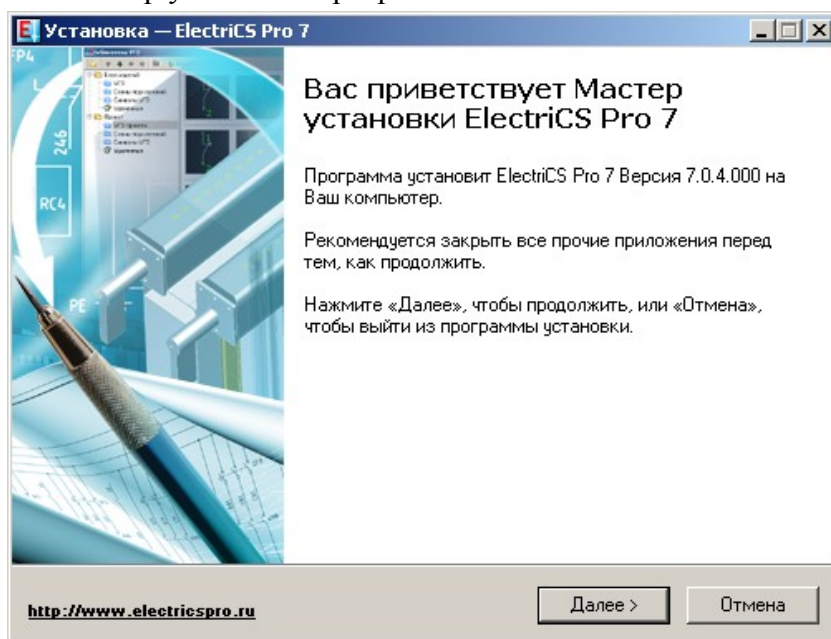 Установка — ElectriCS Pro 7
Вас приветствует Мастер
установки ElectriCS Pro 7
Программа установит ElectriCS Pro 7 Версия 7.0.4.000 на
Ваш компьютер.
Рекомендуется закрыть все прочие приложения перед
тем, как продолжить.
Нажмите «Далее», чтобы продолжить, или «Отмена»,
чтобы выйти из программы установки.
246
RC4
PE
http://www.electricspro.ru
Далее >
Отмена